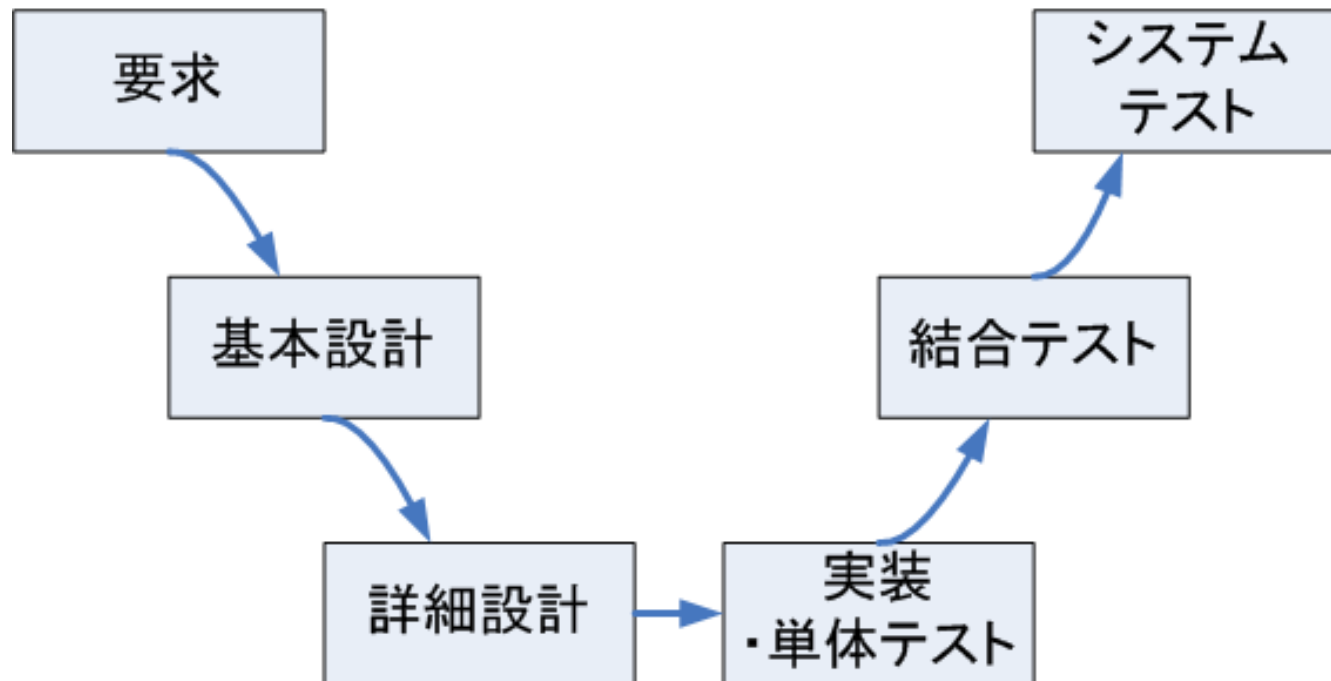 要求
システム
テスト
基本設計
結合テスト
詳細設計
実装
・単体テスト